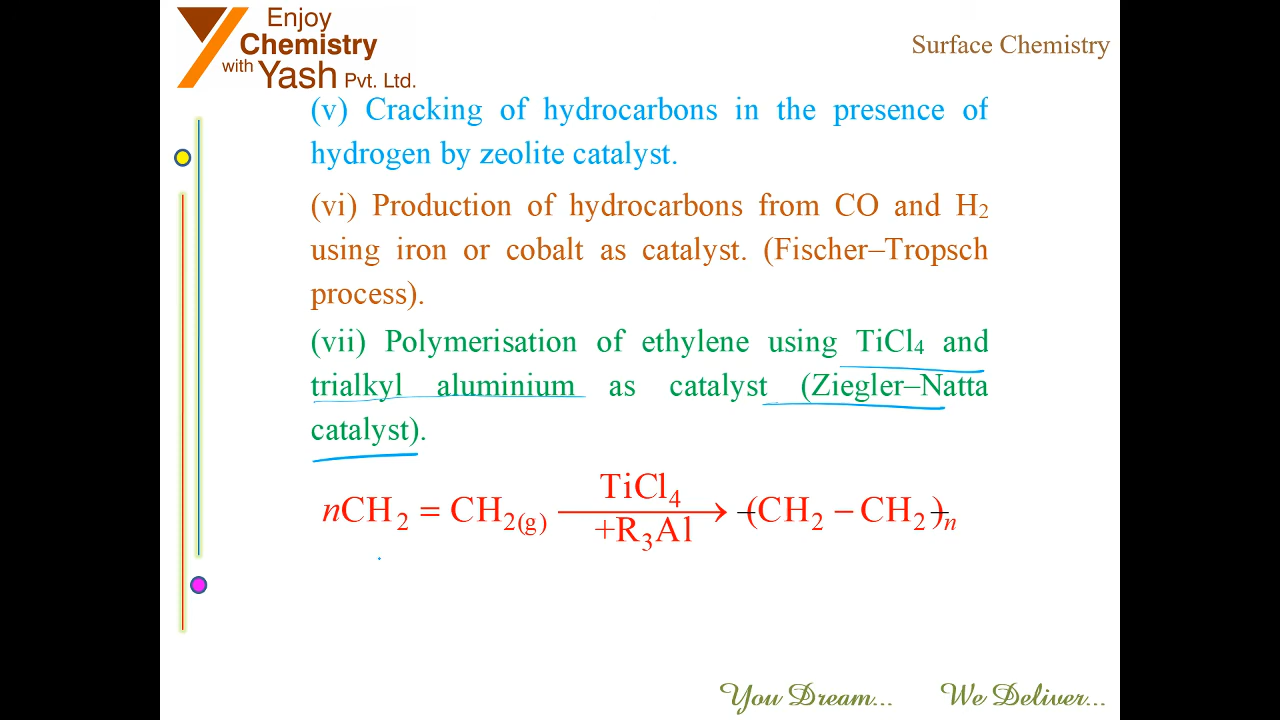 Enjoy
Chemistry
with Yash Pvt. Ltd.
Surface Chemistry
(v) Cracking of hydrocarbons in the presence of
hydrogen by zeolite catalyst.
(vi) Production of hydrocarbons from CO and H₂
using iron or cobalt as catalyst. (Fischer–Tropsch
process).
(vii) Polymerisation of ethylene using TiCl₄ and
trialkyl aluminium as catalyst (Ziegler–Natta
catalyst).
TiCl₄
nCH₂ = CH₂(g) ⟶ -(CH₂ – CH₂)-n
+R₃Al
You Dream... We Deliver...